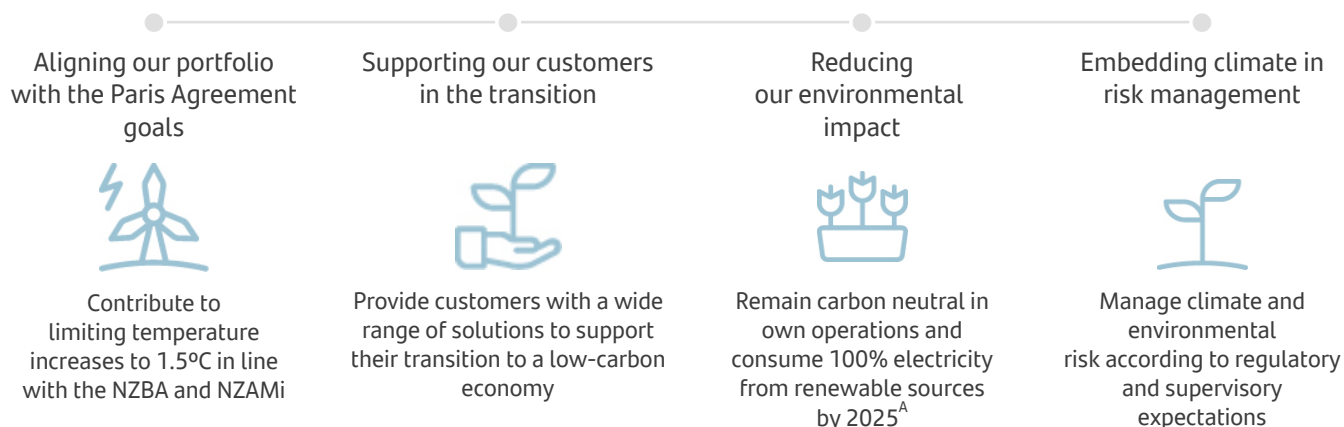 Aligning our portfolio
with the Paris Agreement
goals
Contribute to
limiting temperature
increases to 1.5ºC in line
with the NZBA and NZAMi
Supporting our customers
in the transition
Provide customers with a wide
range of solutions to support
their transition to a low-carbon
economy
Reducing
our environmental
impact
Remain carbon neutral in
own operations and
consume 100% electricity
from renewable sources
by 2025ᴬ
Embedding climate in
risk management
Manage climate and
environmental
risk according to regulatory
and supervisory
expectations